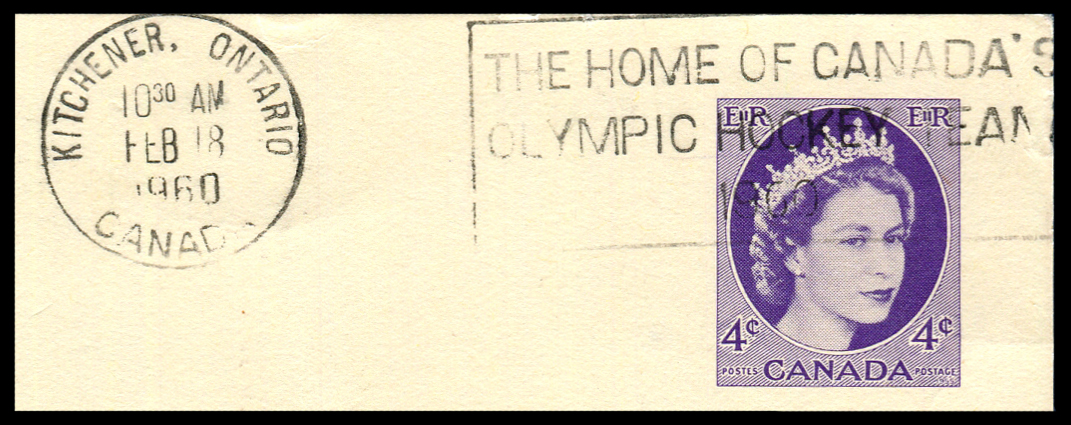 KITCHENER, ONTARIO
10 30 AM
FEB 18
1960
CANADA
THE HOME OF CANADA'S
OLYMPIC HOCKEY TEAM
1960
EIIR EIIR
4¢ 4¢
POSTES CANADA POSTAGE